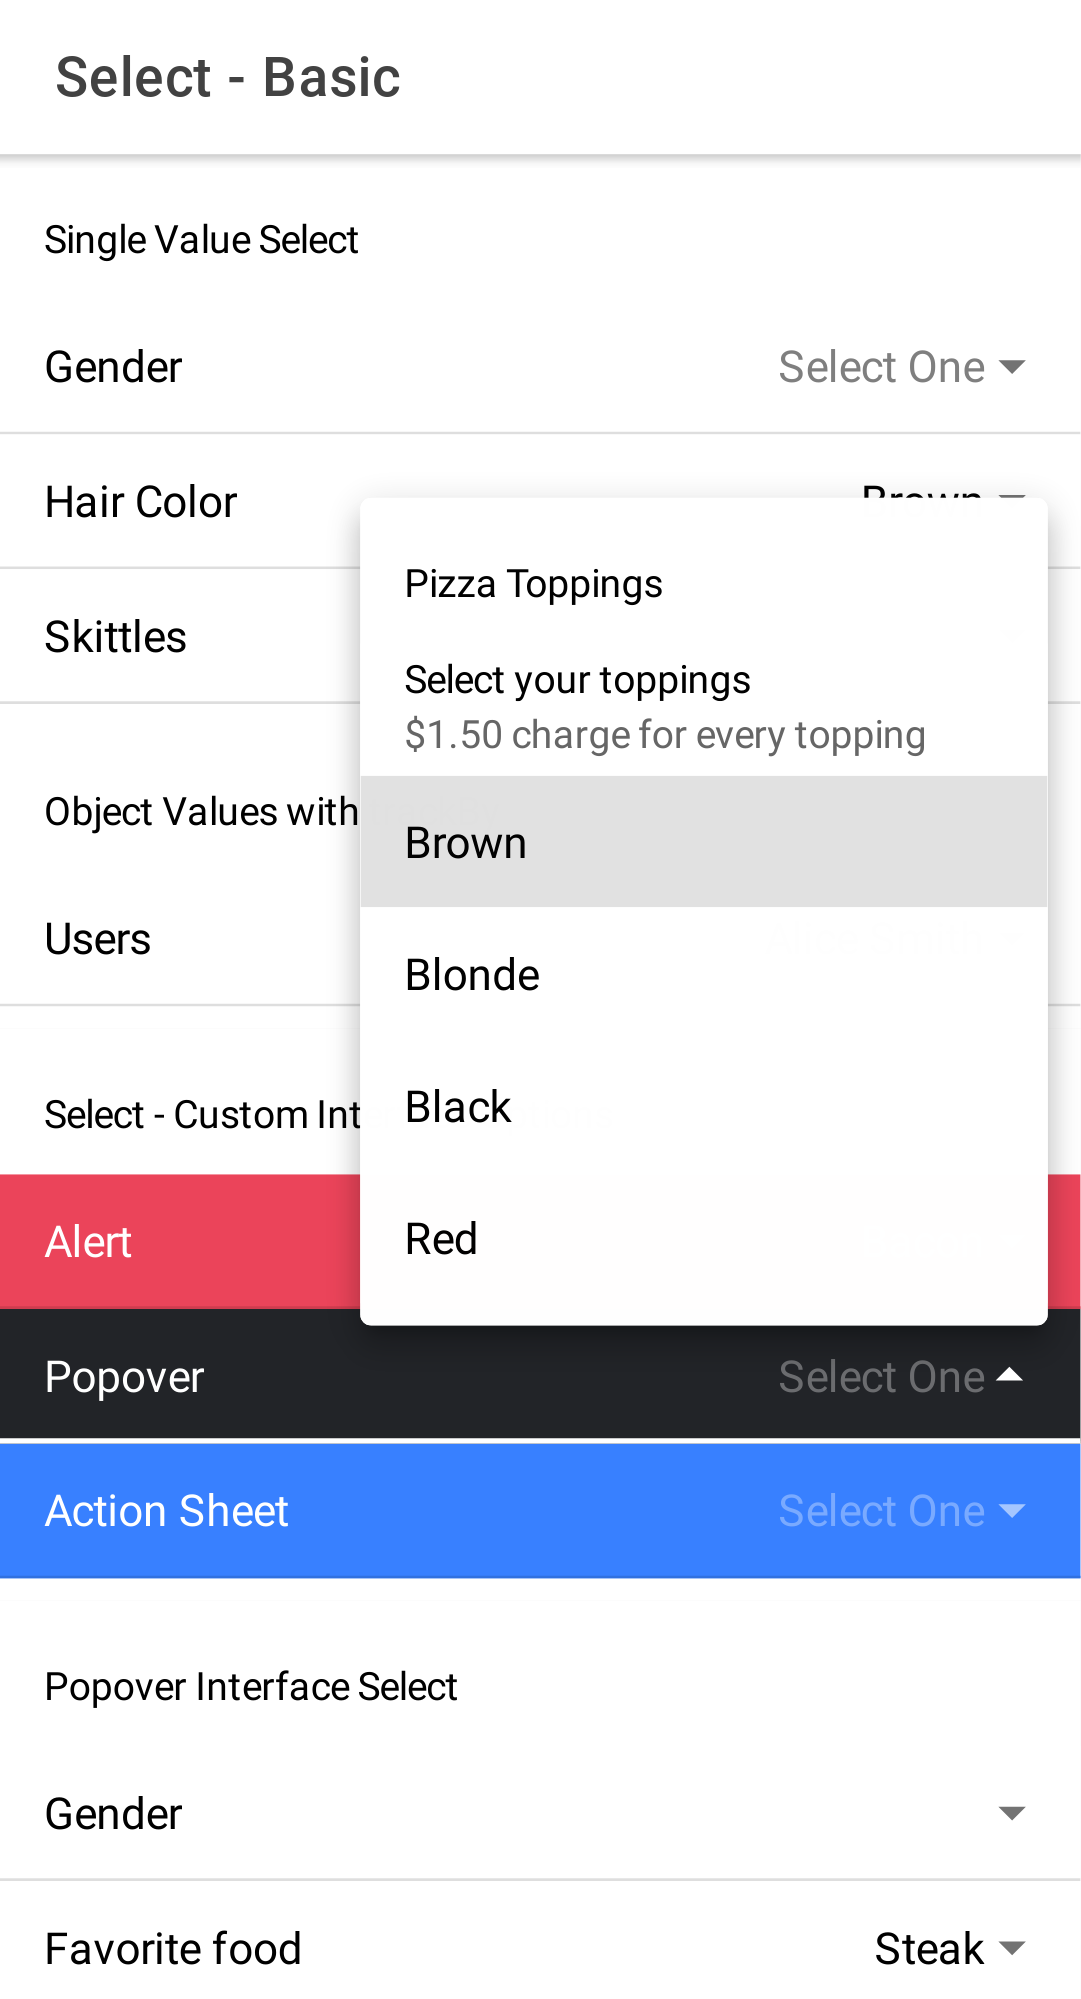 Select - Basic
Single Value Select
Gender Select One
Hair Color Brown
Pizza Toppings
Skittles
Select your toppings
$1.50 charge for every topping
Object Values with
Brown
Users
Blonde
Select - Custom Int
Black
Alert
Red
Popover Select One
Action Sheet Select One
Popover Interface Select
Gender
Favorite food Steak